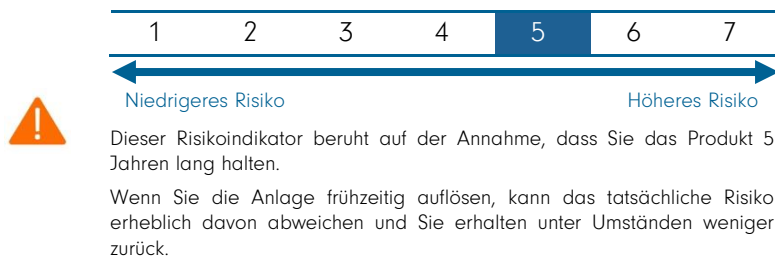 1 2 3 4 5 6 7
Niedrigeres Risiko Höheres Risiko
Dieser Risikoindikator beruht auf der Annahme, dass Sie das Produkt 5
Jahren lang halten.
Wenn Sie die Anlage frühzeitig auflösen, kann das tatsächliche Risiko
erheblich davon abweichen und Sie erhalten unter Umständen weniger
zurück.